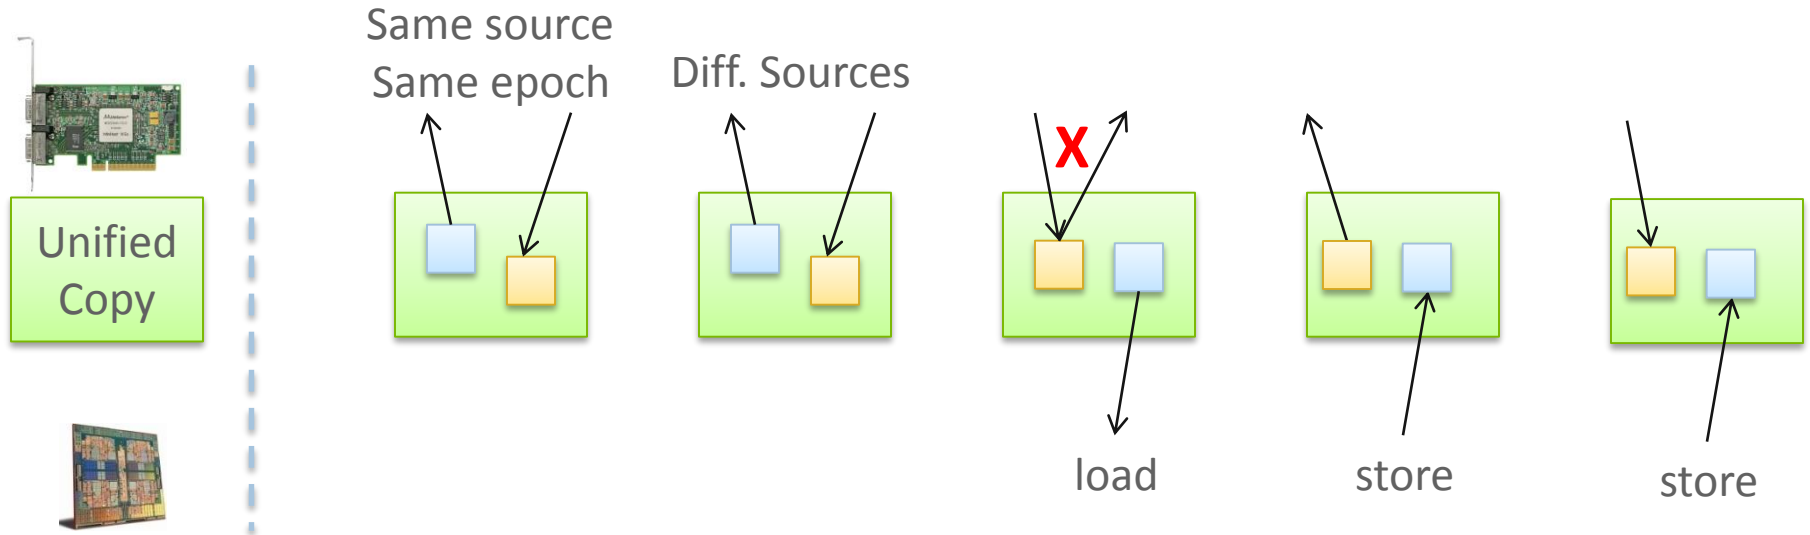 Same source
Same epoch
Diff. Sources
X
Unified
Copy
load
store
store